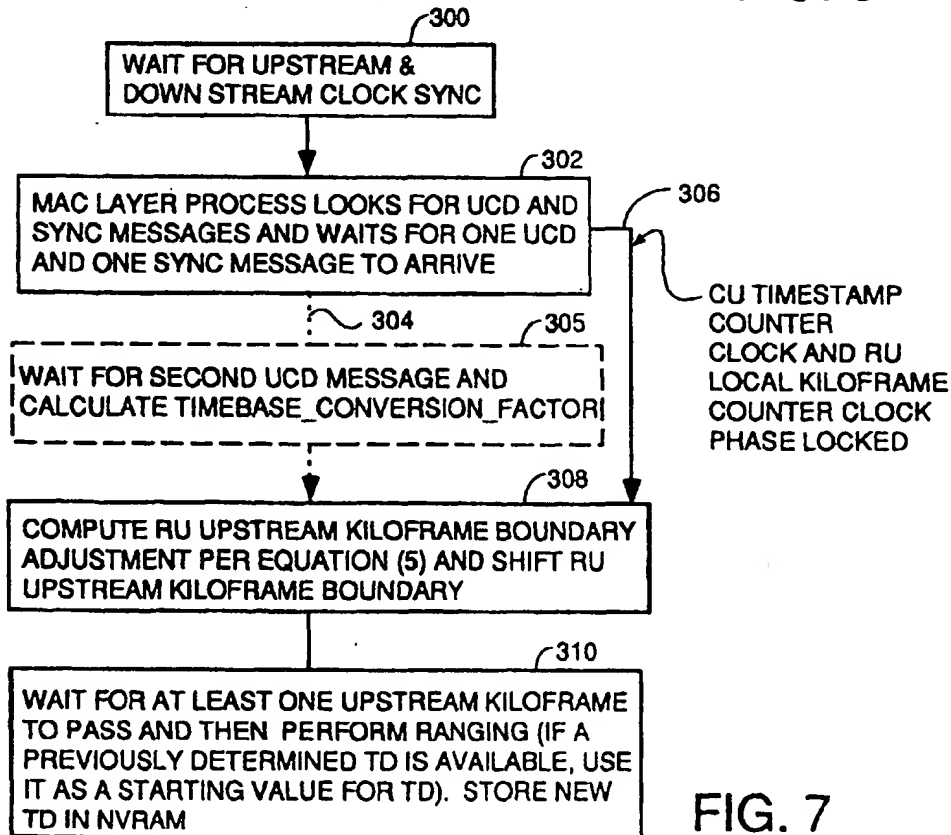 300
WAIT FOR UPSTREAM &
DOWN STREAM CLOCK SYNC
302
MAC LAYER PROCESS LOOKS FOR UCD AND
SYNC MESSAGES AND WAITS FOR ONE UCD
AND ONE SYNC MESSAGE TO ARRIVE
306
CU TIMESTAMP
COUNTER
CLOCK AND RU
LOCAL KILOFRAME
COUNTER CLOCK
PHASE LOCKED
304
305
WAIT FOR SECOND UCD MESSAGE AND
CALCULATE TIMEBASE_CONVERSION_FACTOR
308
COMPUTE RU UPSTREAM KILOFRAME BOUNDARY
ADJUSTMENT PER EQUATION (5) AND SHIFT RU
UPSTREAM KILOFRAME BOUNDARY
310
WAIT FOR AT LEAST ONE UPSTREAM KILOFRAME
TO PASS AND THEN PERFORM RANGING (IF A
PREVIOUSLY DETERMINED TD IS AVAILABLE, USE
IT AS A STARTING VALUE FOR TD). STORE NEW
TD IN NVRAM
FIG. 7